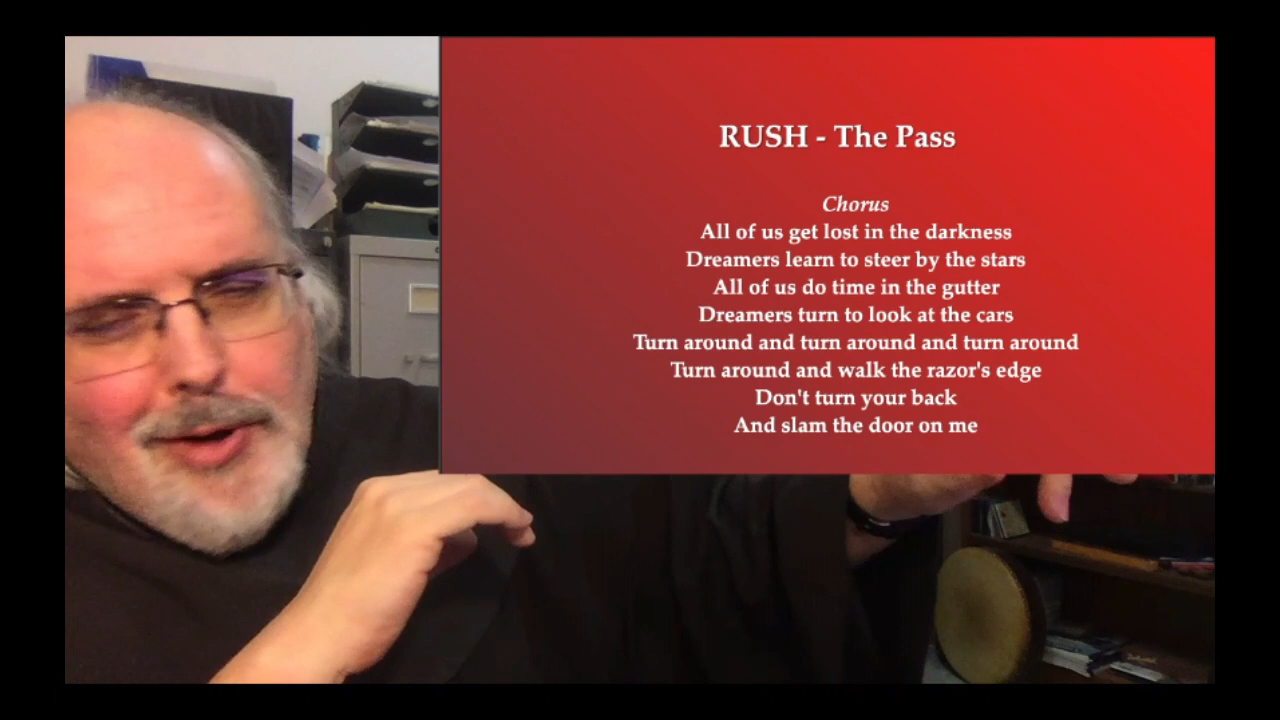 RUSH - The Pass
Chorus
All of us get lost in the darkness
Dreamers learn to steer by the stars
All of us do time in the gutter
Dreamers turn to look at the cars
Turn around and turn around and turn around
Turn around and walk the razor's edge
Don't turn your back
And slam the door on me